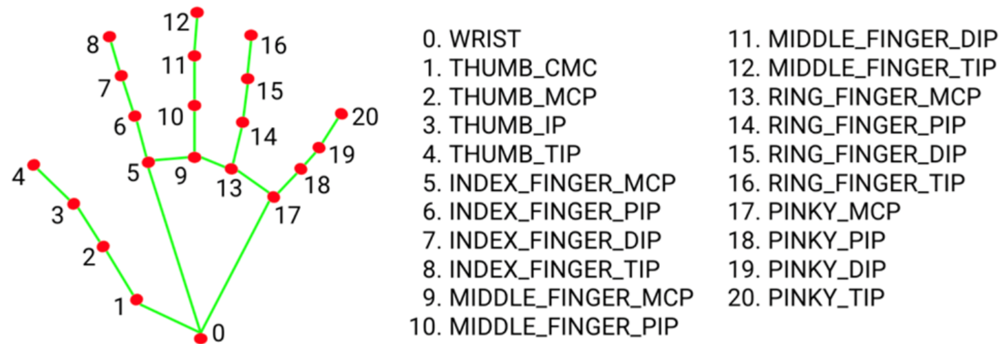 12
8
16
11
7
15
10
6
20
14
19
5
9
13
18
4
17
3
2
1
0
0. WRIST
1. THUMB_CMC
2. THUMB_MCP
3. THUMB_IP
4. THUMB_TIP
5. INDEX_FINGER_MCP
6. INDEX_FINGER_PIP
7. INDEX_FINGER_DIP
8. INDEX_FINGER_TIP
9. MIDDLE_FINGER_MCP
10. MIDDLE_FINGER_PIP
11. MIDDLE_FINGER_DIP
12. MIDDLE_FINGER_TIP
13. RING_FINGER_MCP
14. RING_FINGER_PIP
15. RING_FINGER_DIP
16. RING_FINGER_TIP
17. PINKY_MCP
18. PINKY_PIP
19. PINKY_DIP
20. PINKY_TIP